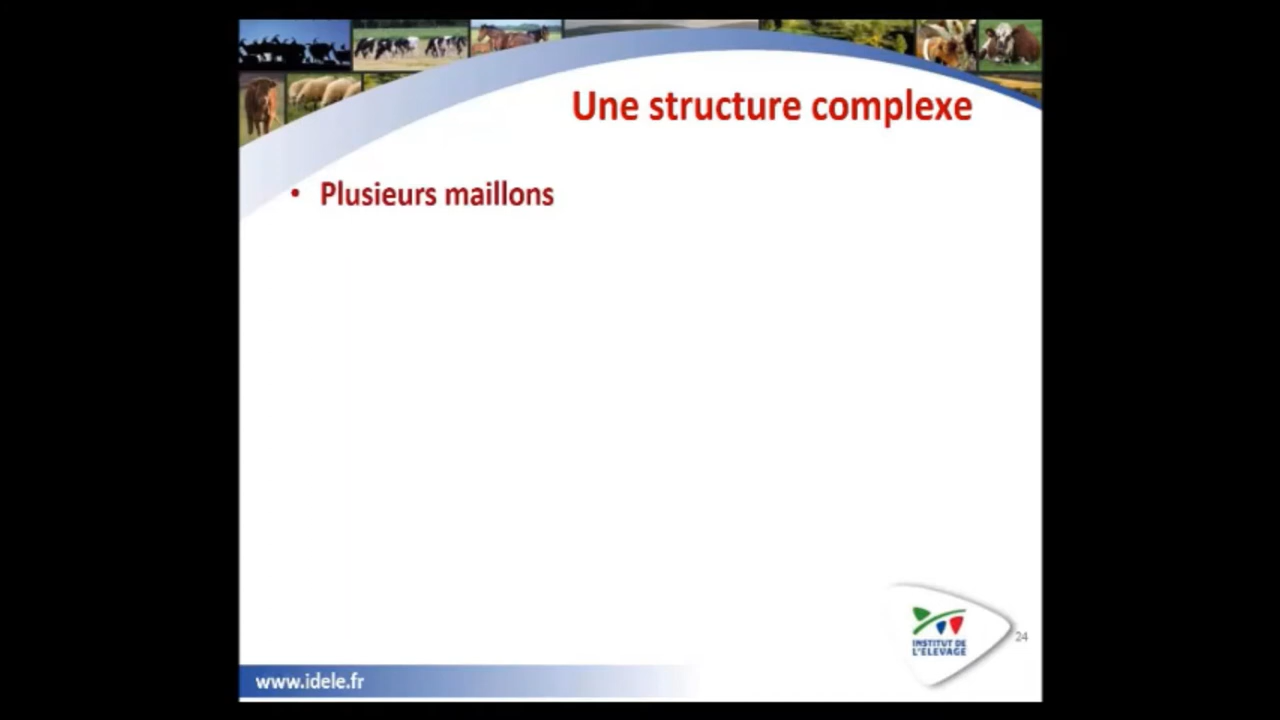 Une structure complexe
• Plusieurs maillons
INSTITUT DE
L'ELEVAGE
24
www.idele.fr